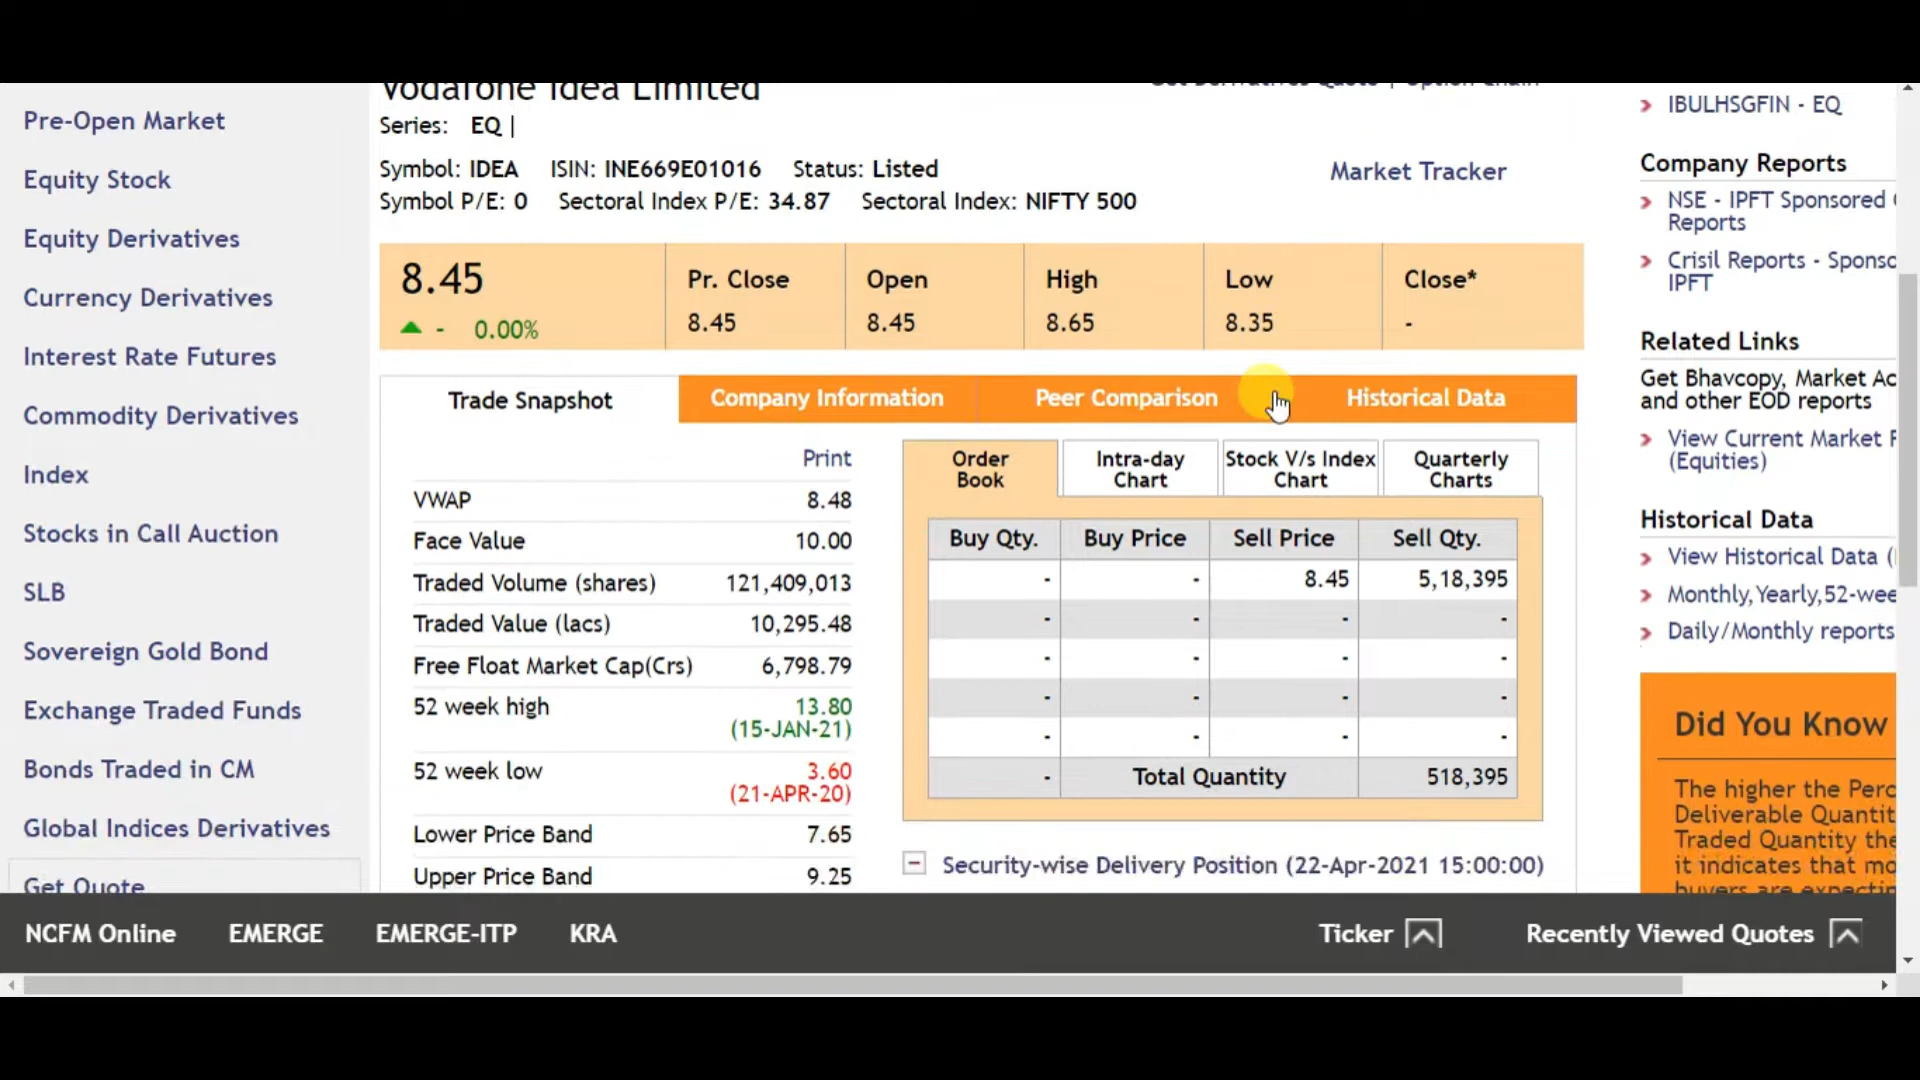 Pre-Open Market
Equity Stock
Equity Derivatives
Currency Derivatives
Interest Rate Futures
Commodity Derivatives
Index
Stocks in Call Auction
SLB
Sovereign Gold Bond
Exchange Traded Funds
Bonds Traded in CM
Global Indices Derivatives
Get Quote
Vodafone Idea Limited
Get Derivatives Quote | Option Chain
Series: EQ |
Symbol: IDEA ISIN: INE669E01016 Status: Listed
Symbol P/E: 0 Sectoral Index P/E: 34.87 Sectoral Index: NIFTY 500
Market Tracker
8.45 Pr. Close Open High Low Close*
- 0.00% 8.45 8.45 8.65 8.35 -
Trade Snapshot Company Information Peer Comparison Historical Data
Print
VWAP 8.48
Face Value 10.00
Traded Volume (shares) 121,409,013
Traded Value (lacs) 10,295.48
Free Float Market Cap(Crs) 6,798.79
52 week high 13.80
(15-JAN-21)
52 week low 3.60
(21-APR-20)
Lower Price Band 7.65
Upper Price Band 9.25
Order Book
Intra-day Chart
Stock V/s Index Chart
Quarterly Charts
Buy Qty. Buy Price Sell Price Sell Qty.
- - 8.45 5,18,395
- - - -
- - - -
- - - -
- - - -
- Total Quantity 518,395
Security-wise Delivery Position (22-Apr-2021 15:00:00)
IBULHSGFIN - EQ
Company Reports
NSE - IPFT Sponsored
Reports
Crisil Reports - Sponso
IPFT
Related Links
Get Bhavcopy, Market Ac
and other EOD reports
View Current Market
(Equities)
Historical Data
View Historical Data (
Monthly,Yearly,52-wee
Daily/Monthly reports
Did You Know
The higher the Perc
Deliverable Quantit
Traded Quantity the
it indicates that mo
buyers are expectin
NCFM Online EMERGE EMERGE-ITP KRA Ticker Recently Viewed Quotes